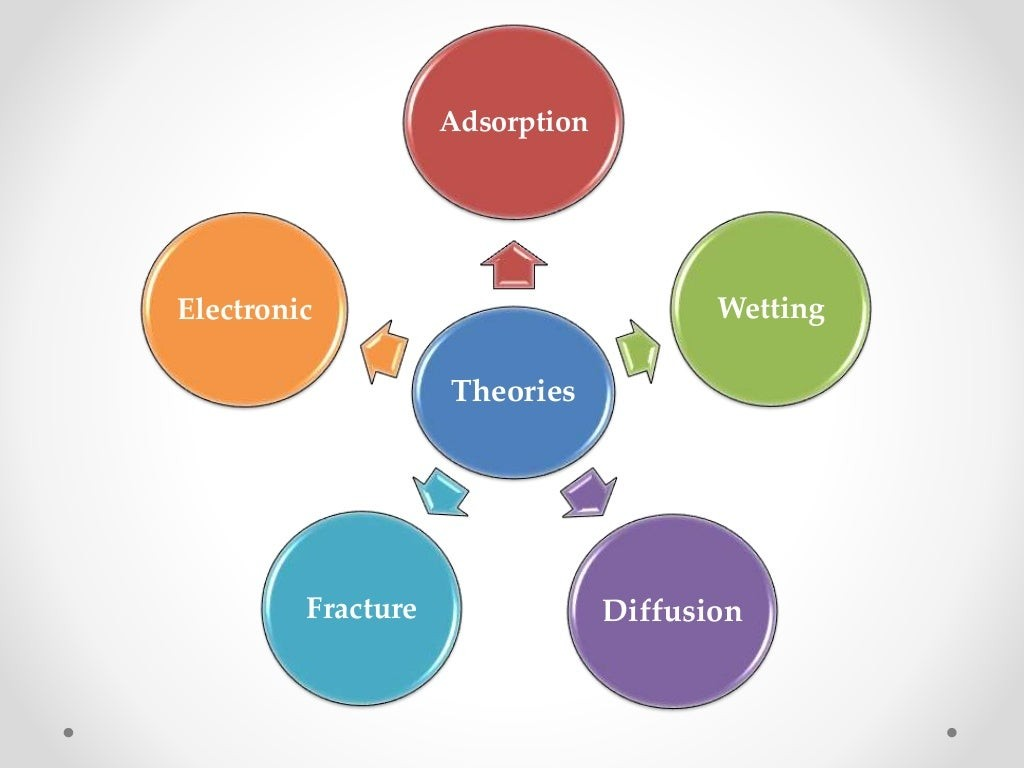 Adsorption
Electronic
Wetting
Theories
Fracture
Diffusion